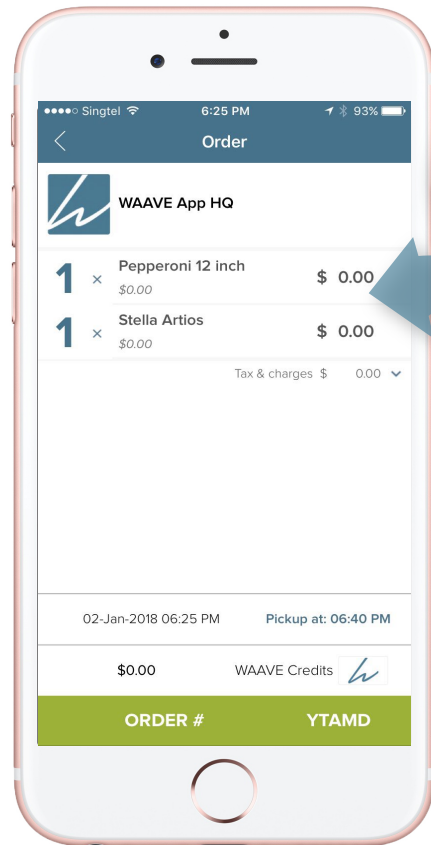 Singtel 6:25 PM 93%
Order
WAAVE App HQ
1 × Pepperoni 12 inch $ 0.00
$0.00
1 × Stella Artios $ 0.00
$0.00
Tax & charges $ 0.00
02-Jan-2018 06:25 PM Pickup at: 06:40 PM
$0.00 WAAVE Credits
ORDER # YTAMD